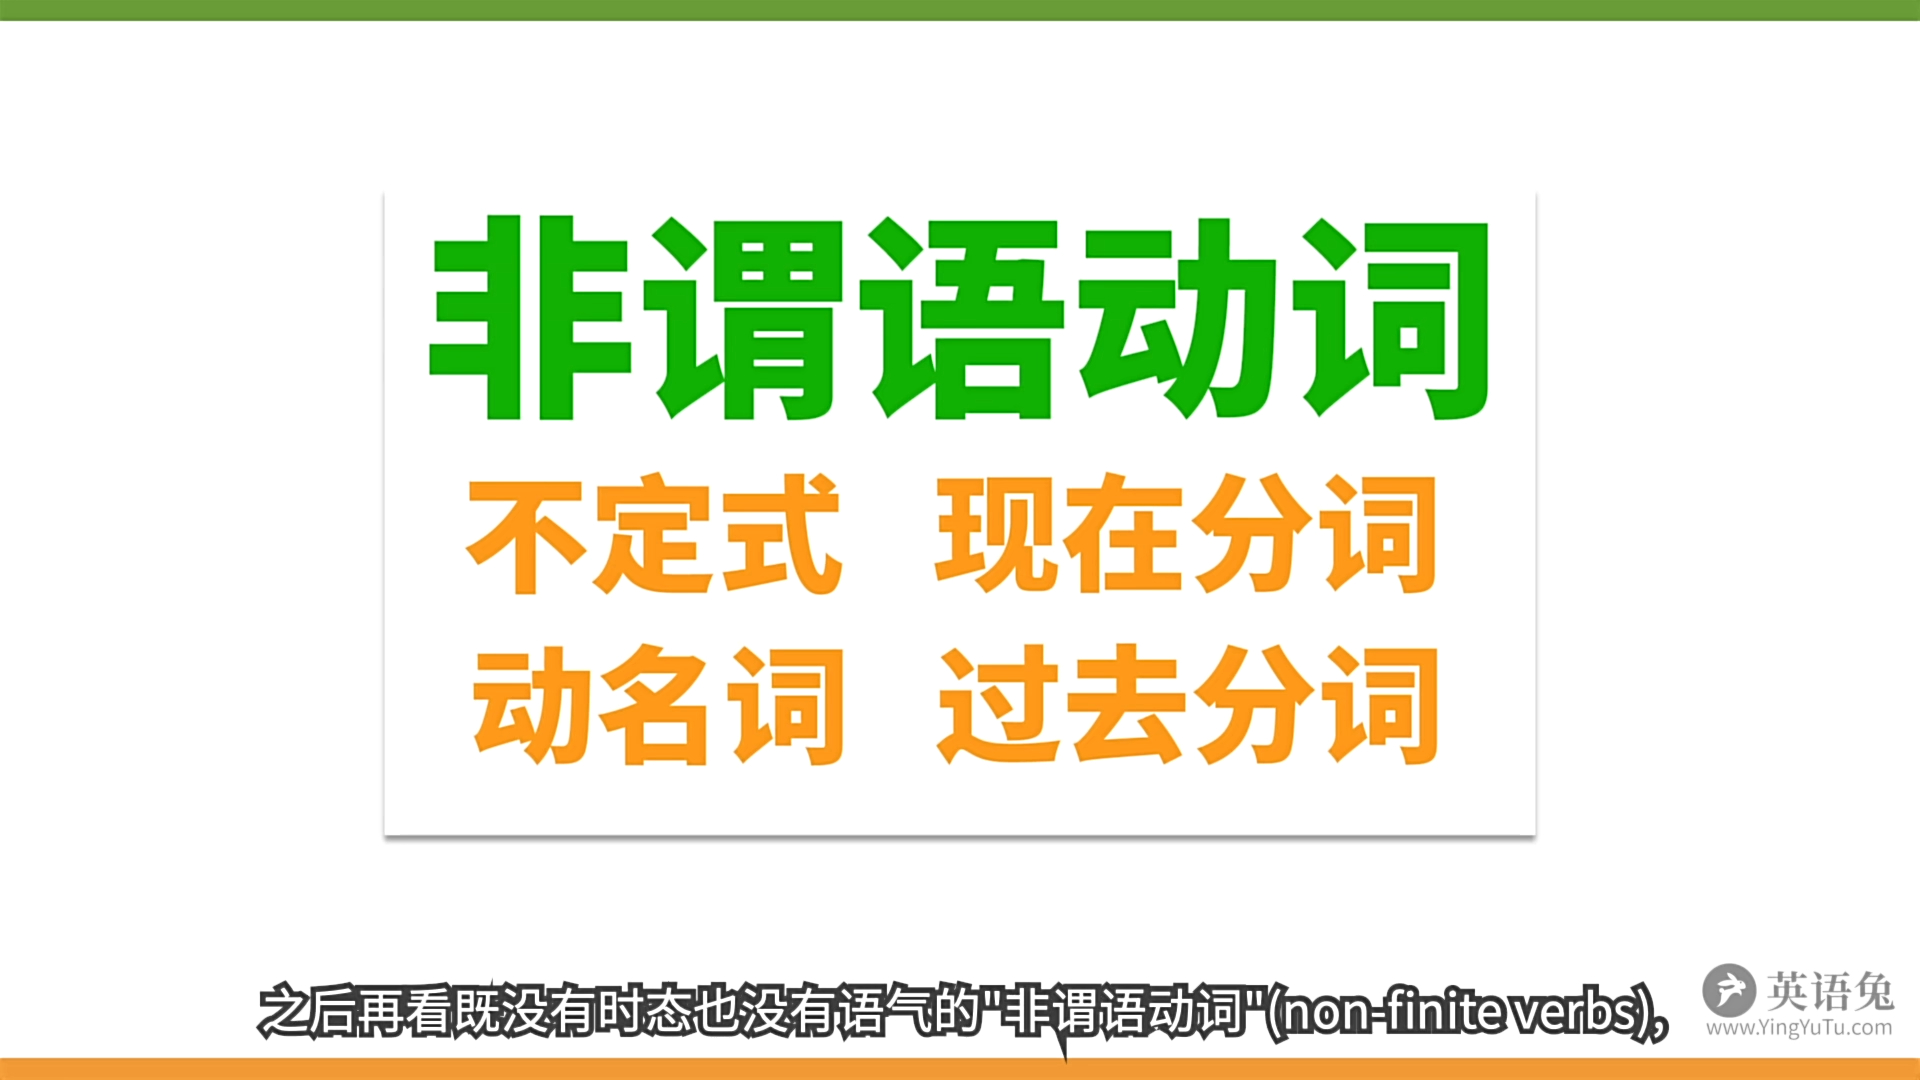 非谓语动词
不定式 现在分词
动名词 过去分词
之后再看既没有时态也没有语气的"非谓语动词"(non-finite verbs),
英语兔
www.YingYuTu.com